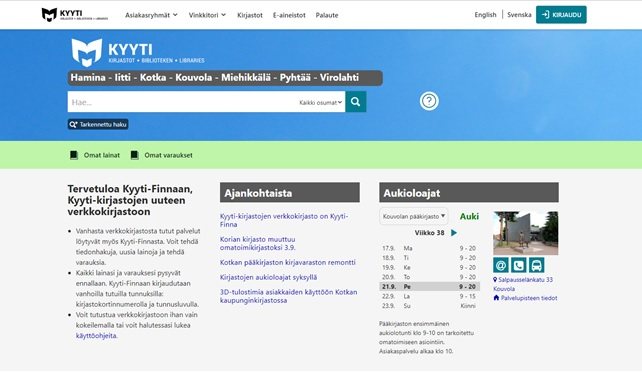 KYYTI
KIRJASTOT • BIBLIOTEKEN • LIBRARIES
Asiakasryhmät Vinkkitori Kirjastot E-aineistot Palaute
English Svenska KIRJAUDU
KYYTI
KIRJASTOT • BIBLIOTEKEN • LIBRARIES
Hamina - Iitti - Kotka - Kouvola - Miehikkälä - Pyhtää - Virolahti
Hae... Kaikki osumat
Tarkennettu haku
Omat lainat Omat varaukset
Tervetuloa Kyyti-Finnaan,
Kyyti-kirjastojen uuteen
verkkokirjastoon
Vanhasta verkkokirjastosta tutut palvelut
löytyvät myös Kyyti-Finnasta. Voit tehdä
tiedonhakuja, uusia lainoja ja tehdä
varauksia.
Kaikki lainasi ja varauksesi pysyvät
ennallaan. Kyyti-Finnaan kirjaudutaan
vanhoilla tutuilla tunnuksilla:
kirjastokortinnumerolla ja tunnusluvulla.
Voit tutustua verkkokirjastoon ihan vain
kokeilemalla tai voit halutessasi lukea
käyttöohjeita.
Ajankohtaista
Kyyti-kirjastojen verkkokirjasto on Kyyti-
Finna
Korian kirjasto muuttuu
omatoimikirjastoksi 3.9.
Kotkan pääkirjaston kirjavaraston remontti
Kirjastojen aukioloajat syksyllä
3D-tulostimia asiakkaiden käyttöön Kotkan
kaupunginkirjastossa
Aukioloajat
Kouvolan pääkirjasto Auki
Viikko 38
17.9. Ma 9 - 20
18.9. Ti 9 - 20
19.9. Ke 9 - 20
20.9. To 9 - 20
21.9. Pe 9 - 20
22.9. La 9 - 15
23.9. Su Kiinni
Pääkirjaston ensimmäinen
aukiolotunti klo 9-10 on tarkoitettu
omatoimiseen asiointiin.
Asiakaspalvelu alkaa klo 10.
Salpausselänkatu 33
Kouvola
Palvelupisteen tiedot